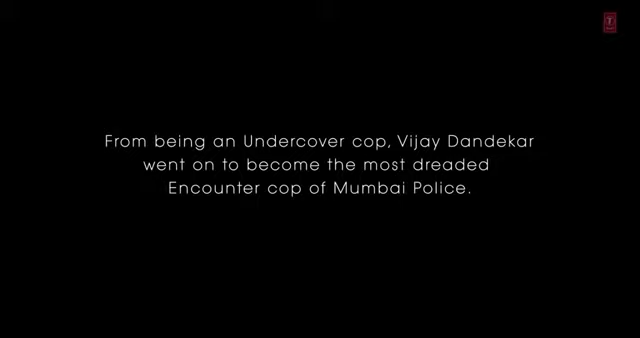 From being an Undercover cop, Vijay Dandekar
went on to become the most dreaded
Encounter cop of Mumbai Police.